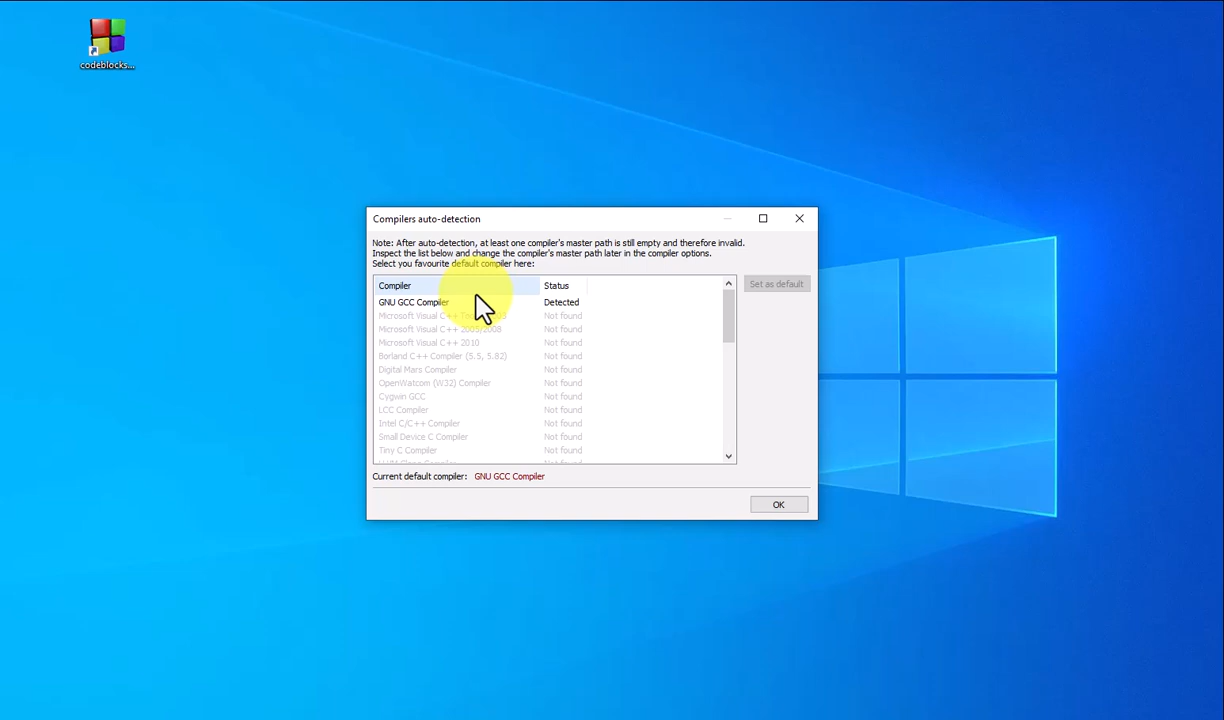 codeblocks...
Compilers auto-detection
Note: After auto-detection, at least one compiler's master path is still empty and therefore invalid.
Inspect the list below and change the compiler's master path later in the compiler options.
Select you favourite default compiler here:
Compiler Status
Set as default
GNU GCC Compiler Detected
Microsoft Visual C++ Not found
Microsoft Visual C++ 2005/2008 Not found
Microsoft Visual C++ 2010 Not found
Borland C++ Compiler (5.5, 5.82) Not found
Digital Mars Compiler Not found
OpenWatcom (W32) Compiler Not found
Cygwin GCC Not found
LCC Compiler Not found
Intel C/C++ Compiler Not found
Small Device C Compiler Not found
Tiny C Compiler Not found
Current default compiler: GNU GCC Compiler
OK